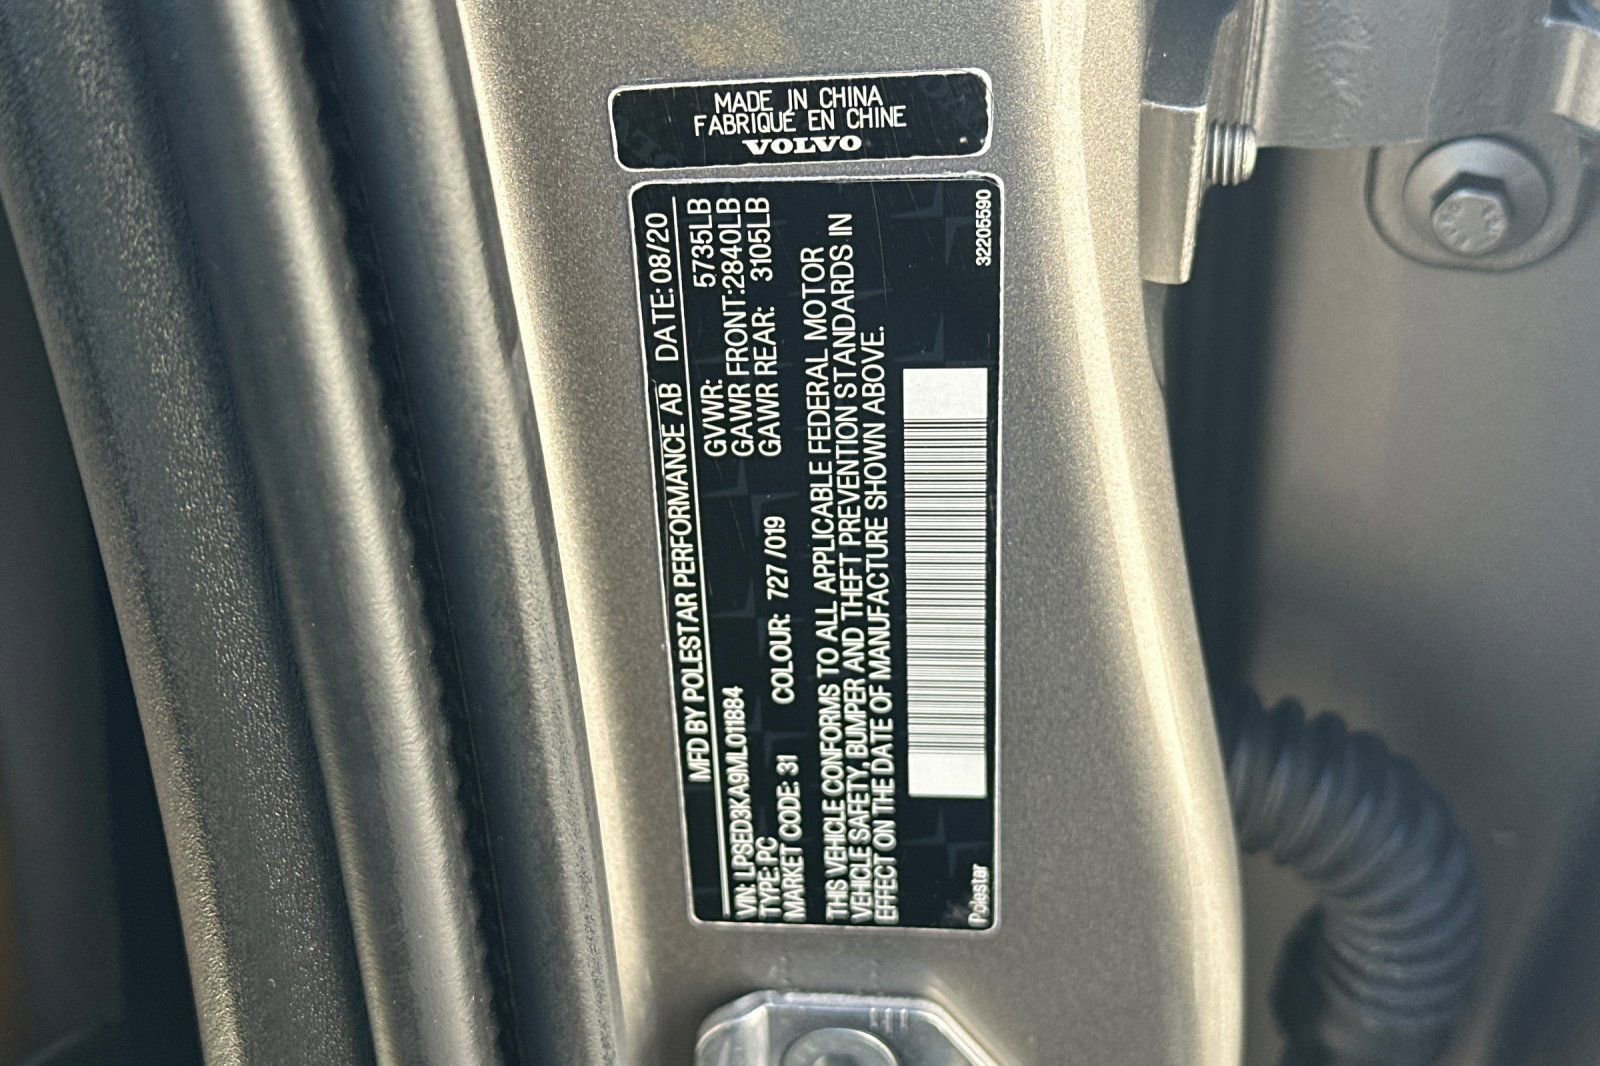 MADE IN CHINA
FABRIQUÉ EN CHINE
VOLVO
MFD BY POLESTAR PERFORMANCE AB DATE: 08/20
GVWR: 5735LB
GAWR FRONT:2840LB
GAWR REAR: 3105LB
VIN: LPSED3KA9ML011884
TYPE: PC
MARKET CODE: 31 COLOUR: 727 /019
THIS VEHICLE CONFORMS TO ALL APPLICABLE FEDERAL MOTOR
VEHICLE SAFETY, BUMPER AND THEFT PREVENTION STANDARDS IN
EFFECT ON THE DATE OF MANUFACTURE SHOWN ABOVE.
Polestar 32205590